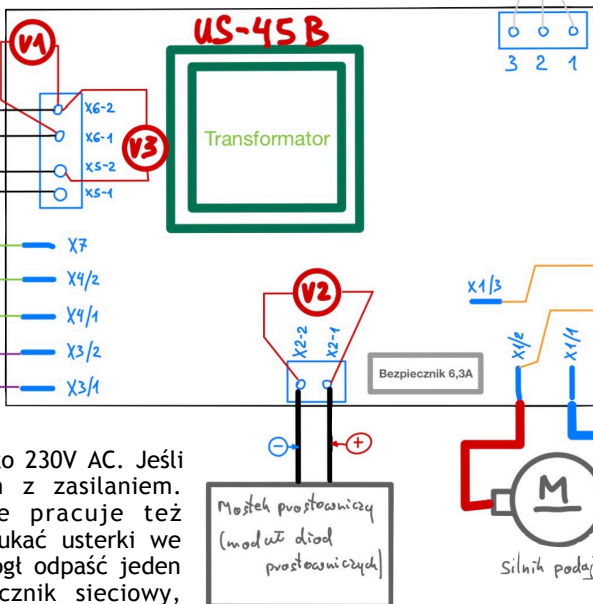 US-45B
V1
3 2 1
X6-2
X6-1
V3
X5-2
X5-1
Transformator
X7
X4/2
X4/1
X3/2
X3/1
V2
X2-2
X2-1
Bezpiecznik 6,3A
X1/3
X1/2
X1/1
- +
Mostek prostowniczy
(moduł diod
prostowniczych)
M
Silnik podaj
to 230V AC. Jeśli
z zasilaniem.
e pracuje też
ukać usterki we
ógł odpaść jeden
cznik sieciowy,